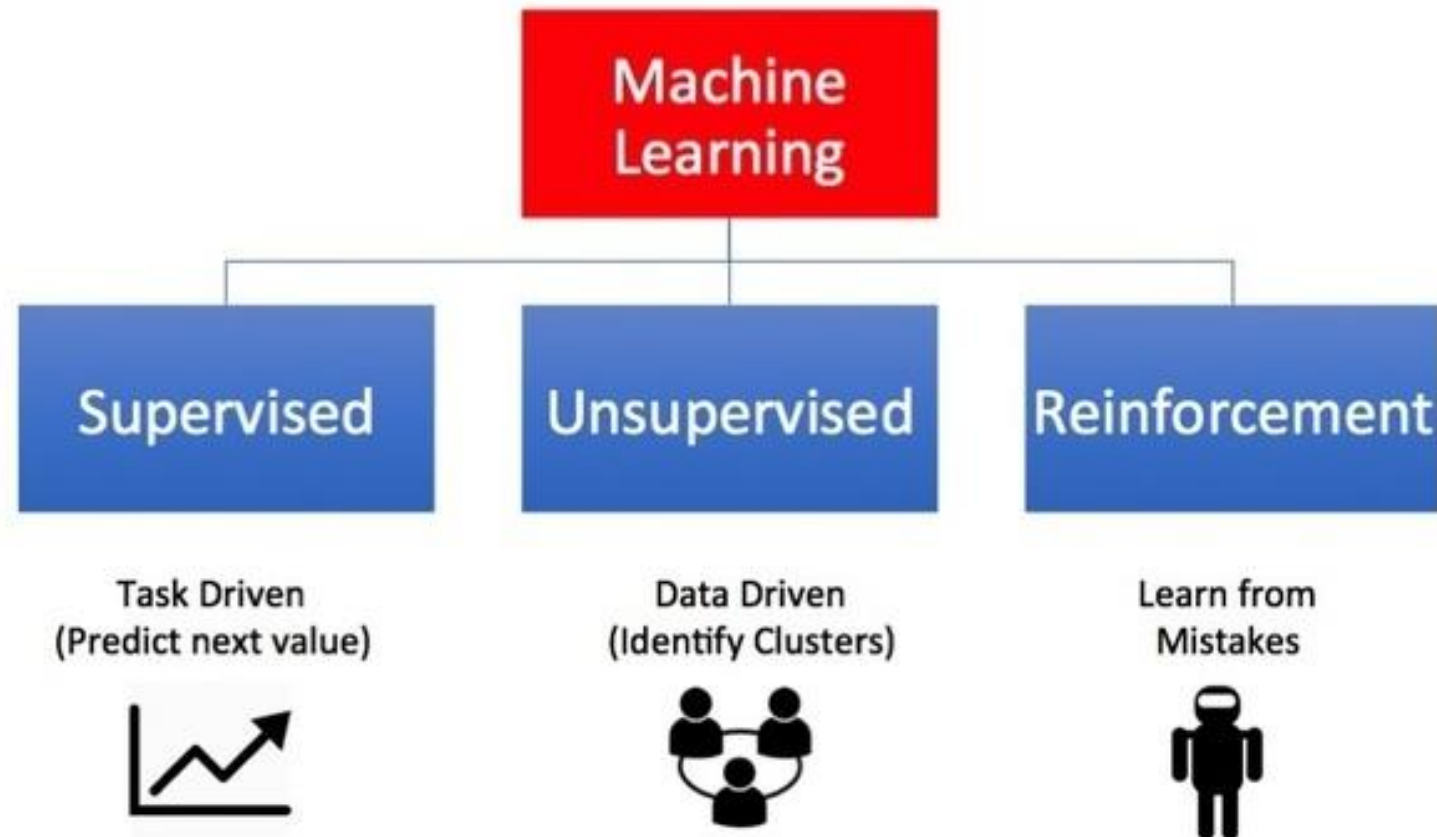 Machine
Learning
Supervised
Unsupervised
Reinforcement
Task Driven
(Predict next value)
Data Driven
(Identify Clusters)
Learn from
Mistakes